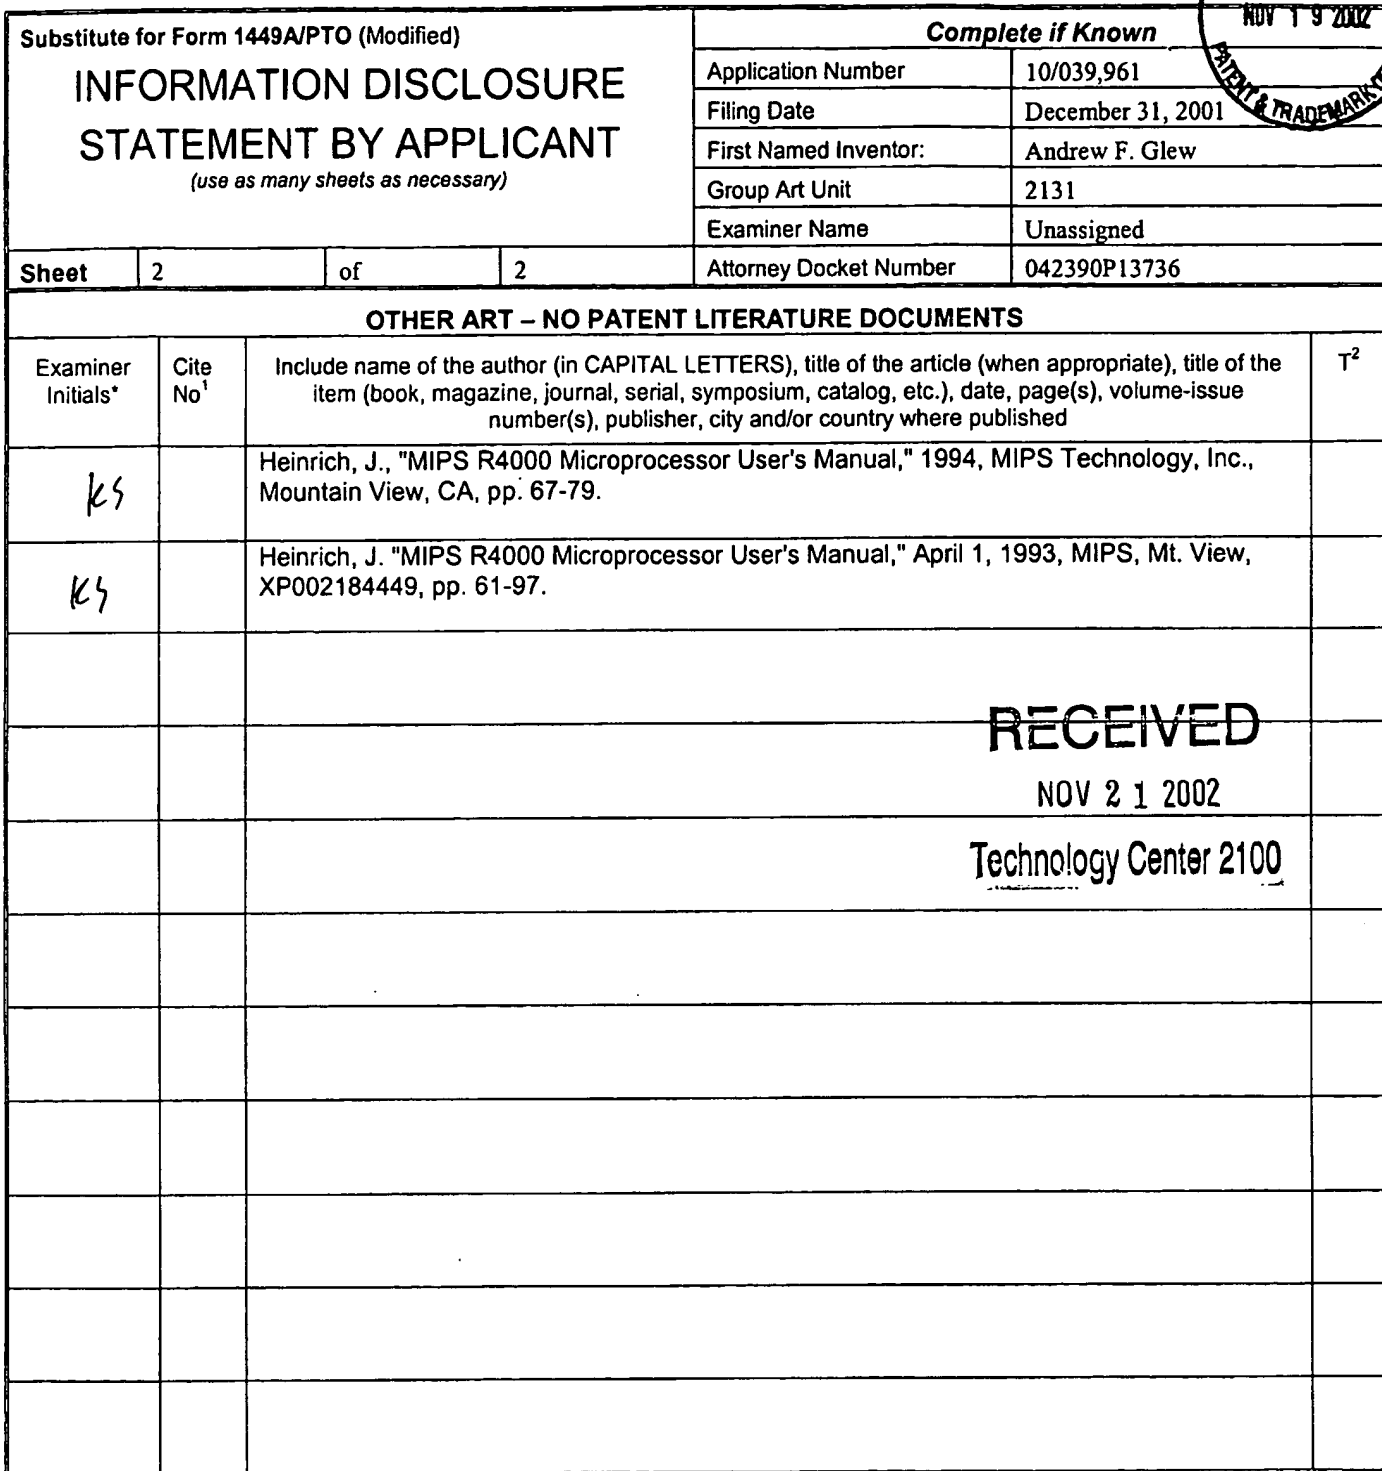 Substitute for Form 1449A/PTO (Modified)
INFORMATION DISCLOSURE
STATEMENT BY APPLICANT
(use as many sheets as necessary)
Sheet 2 of 2
Complete if Known
Application Number 10/039,961
Filing Date December 31, 2001
First Named Inventor: Andrew F. Glew
Group Art Unit 2131
Examiner Name Unassigned
Attorney Docket Number 042390P13736
NOV 19 2002
PATENT & TRADEMARK
OTHER ART – NO PATENT LITERATURE DOCUMENTS
Examiner
Initials*
Cite
No¹
Include name of the author (in CAPITAL LETTERS), title of the article (when appropriate), title of the
item (book, magazine, journal, serial, symposium, catalog, etc.), date, page(s), volume-issue
number(s), publisher, city and/or country where published
T²
KS
Heinrich, J., "MIPS R4000 Microprocessor User's Manual," 1994, MIPS Technology, Inc.,
Mountain View, CA, pp. 67-79.
KS
Heinrich, J. "MIPS R4000 Microprocessor User's Manual," April 1, 1993, MIPS, Mt. View,
XP002184449, pp. 61-97.
RECEIVED
NOV 21 2002
Technology Center 2100